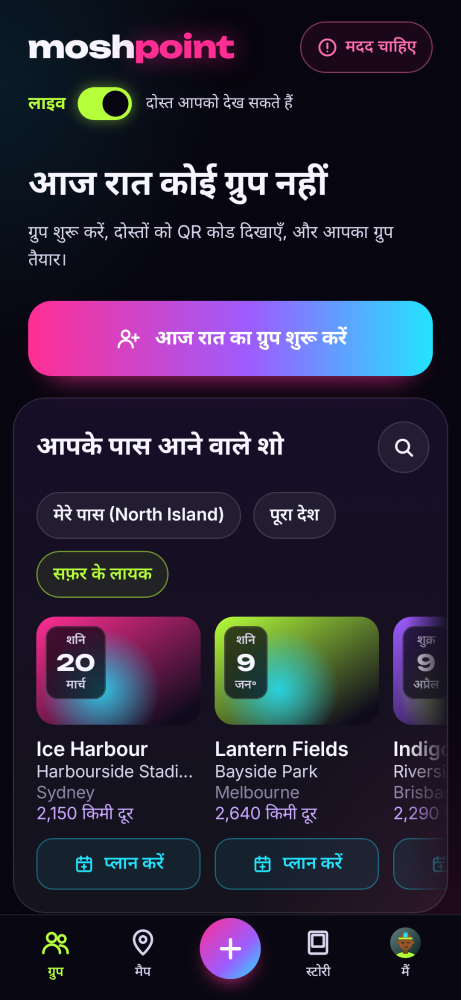 moshpoint
मदद चाहिए
लाइव
दोस्त आपको देख सकते हैं
आज रात कोई ग्रुप नहीं
ग्रुप शुरू करें, दोस्तों को QR कोड दिखाएँ, और आपका ग्रुप
तैयार।
आज रात का ग्रुप शुरू करें
आपके पास आने वाले शो
मेरे पास (North Island)
पूरा देश
सफ़र के लायक
शनि
20
मार्च
Ice Harbour
Harbourside Stadi...
Sydney
2,150 किमी दूर
प्लान करें
शनि
9
जन॰
Lantern Fields
Bayside Park
Melbourne
2,640 किमी दूर
प्लान करें
शुक्र
9
अप्रैल
2,290
ग्रुप
मैप
स्टोरी
मैं